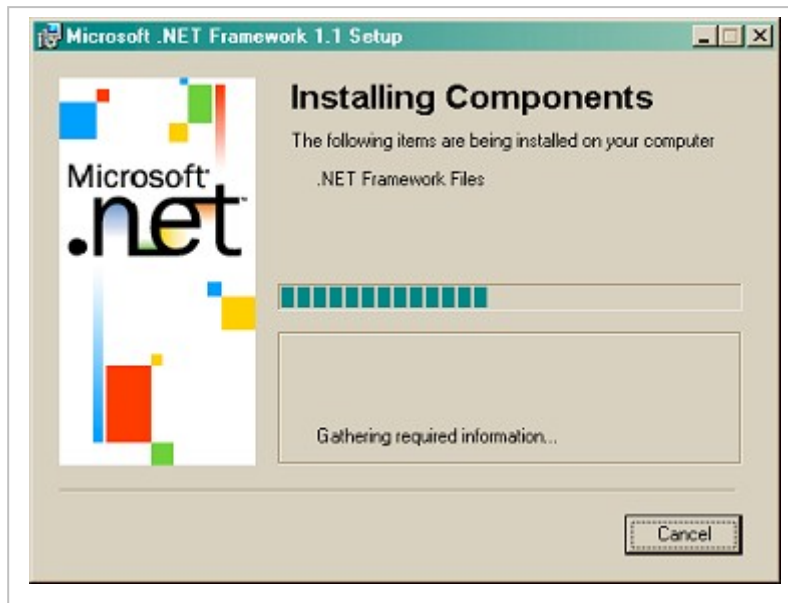 Microsoft .NET Framework 1.1 Setup
Installing Components
The following items are being installed on your computer
.NET Framework Files
Microsoft
.net
Gathering required information...
Cancel